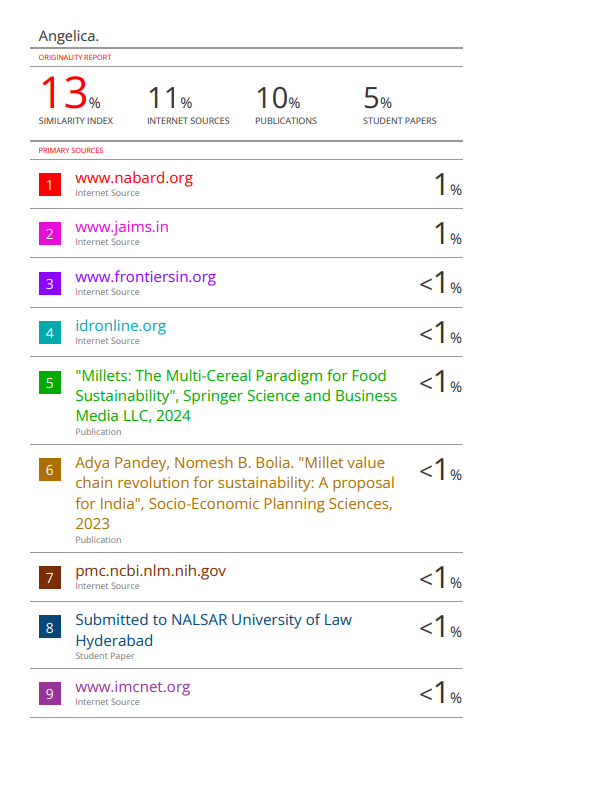 Angelica.
ORIGINALITY REPORT
13%
11%
10%
5%
SIMILARITY INDEX
INTERNET SOURCES
PUBLICATIONS
STUDENT PAPERS
PRIMARY SOURCES
1
www.nabard.org
Internet Source
1%
2
www.jaims.in
Internet Source
1%
3
www.frontiersin.org
Internet Source
<1%
4
idronline.org
Internet Source
<1%
5
"Millets: The Multi-Cereal Paradigm for Food
Sustainability", Springer Science and Business
Media LLC, 2024
Publication
<1%
6
Adya Pandey, Nomesh B. Bolia. "Millet value
chain revolution for sustainability: A proposal
for India", Socio-Economic Planning Sciences,
2023
Publication
<1%
7
pmc.ncbi.nlm.nih.gov
Internet Source
<1%
8
Submitted to NALSAR University of Law
Hyderabad
Student Paper
<1%
9
www.imcnet.org
Internet Source
<1%